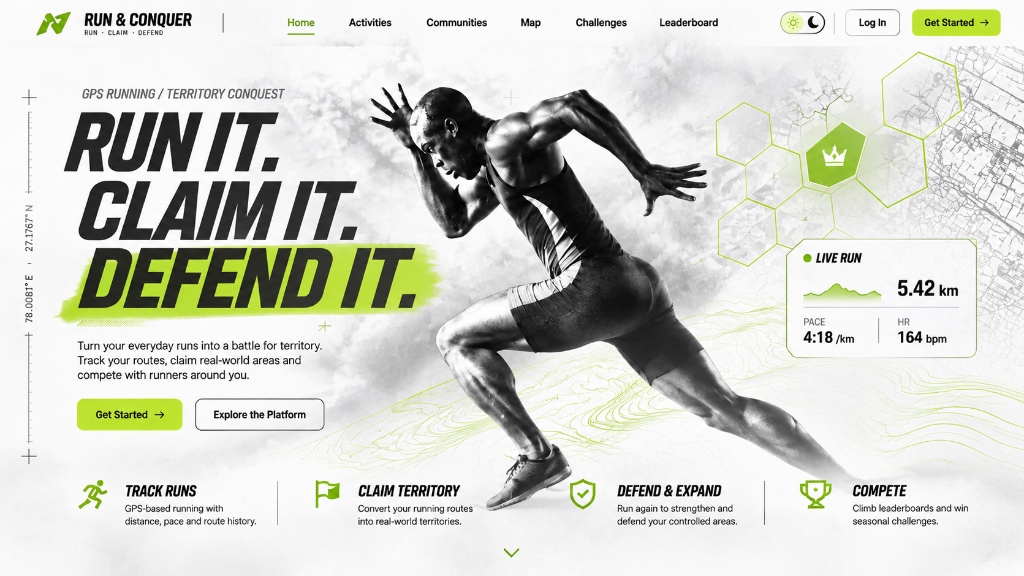 RUN & CONQUER
RUN · CLAIM · DEFEND
Home
Activities
Communities
Map
Challenges
Leaderboard
Log In
Get Started →
GPS RUNNING / TERRITORY CONQUEST
RUN IT.
CLAIM IT.
DEFEND IT.
78.0081° E · 27.1767° N
Turn your everyday runs into a battle for territory.
Track your routes, claim real-world areas and
compete with runners around you.
Get Started →
Explore the Platform
LIVE RUN
5.42 km
PACE
4:18 /km
HR
164 bpm
TRACK RUNS
GPS-based running with
distance, pace and route history.
CLAIM TERRITORY
Convert your running routes
into real-world territories.
DEFEND & EXPAND
Run again to strengthen and
defend your controlled areas.
COMPETE
Climb leaderboards and win
seasonal challenges.